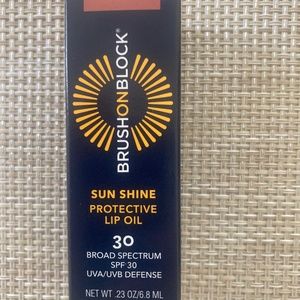 BRUSHONBLOCK®
SUN SHINE
PROTECTIVE
LIP OIL
30
BROAD SPECTRUM
SPF 30
UVA/UVB DEFENSE
NET WT .23 OZ/6.8 ML